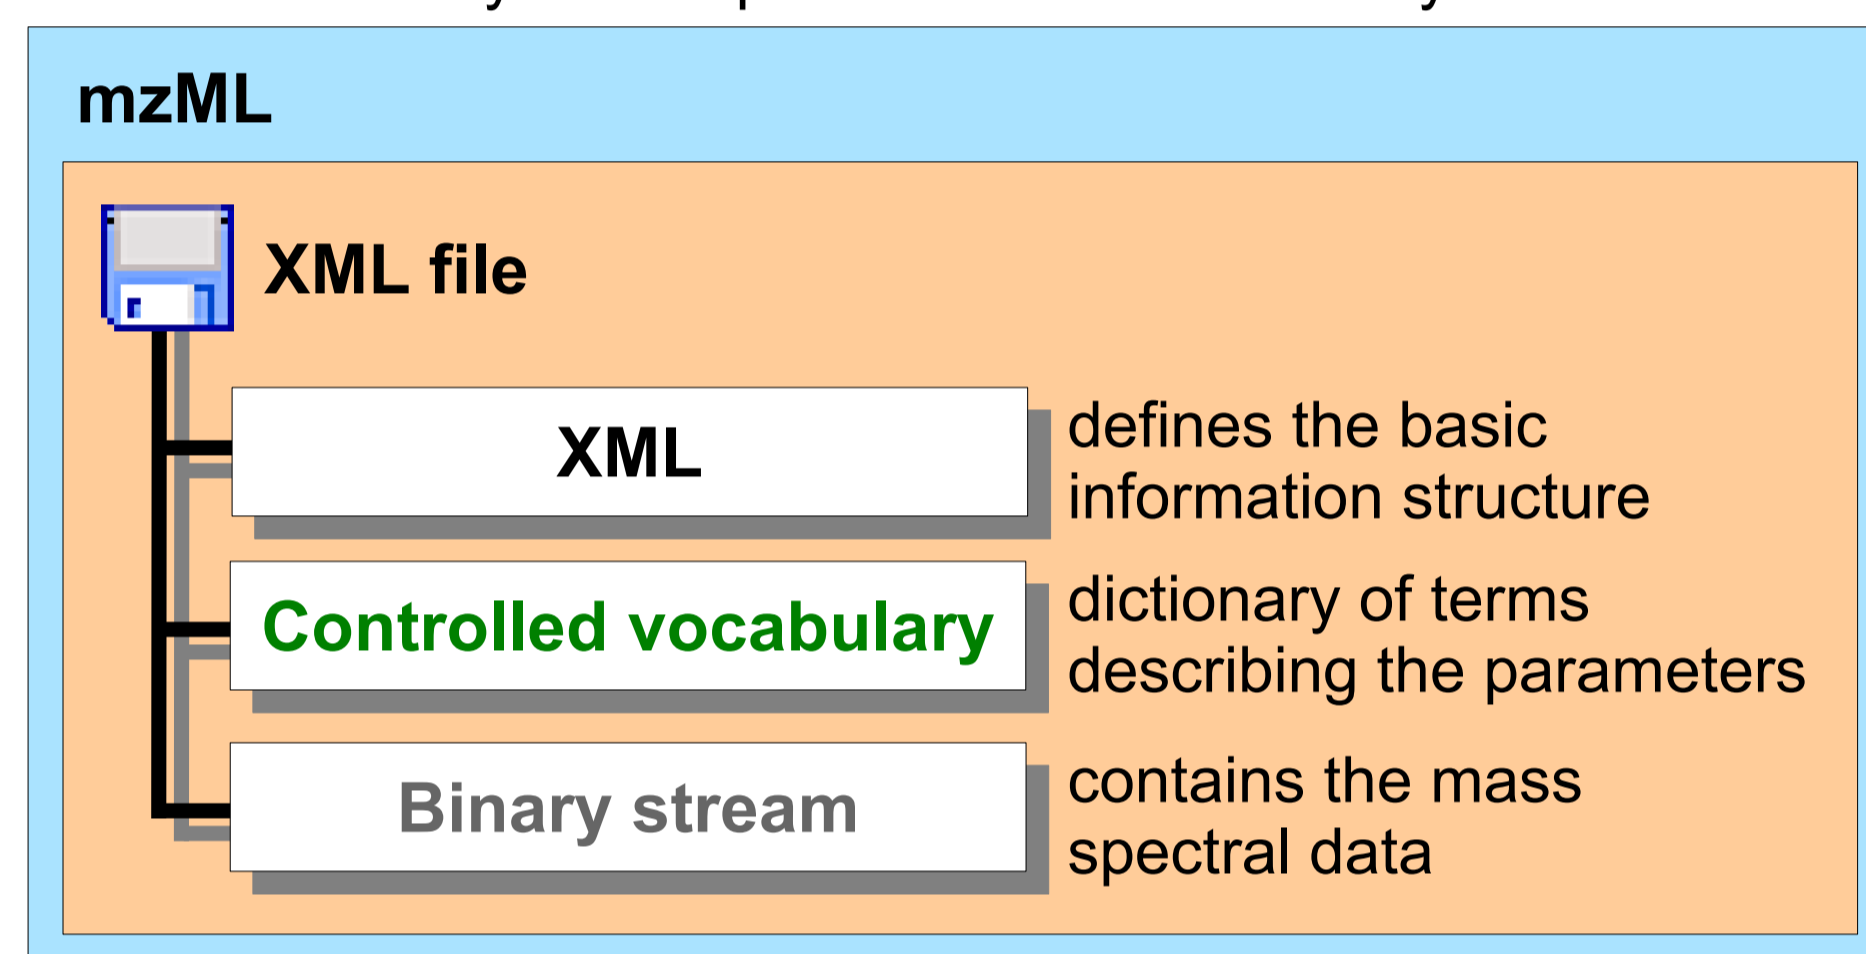 mzML
XML file
XML
defines the basic
information structure
Controlled vocabulary
dictionary of terms
describing the parameters
Binary stream
contains the mass
spectral data